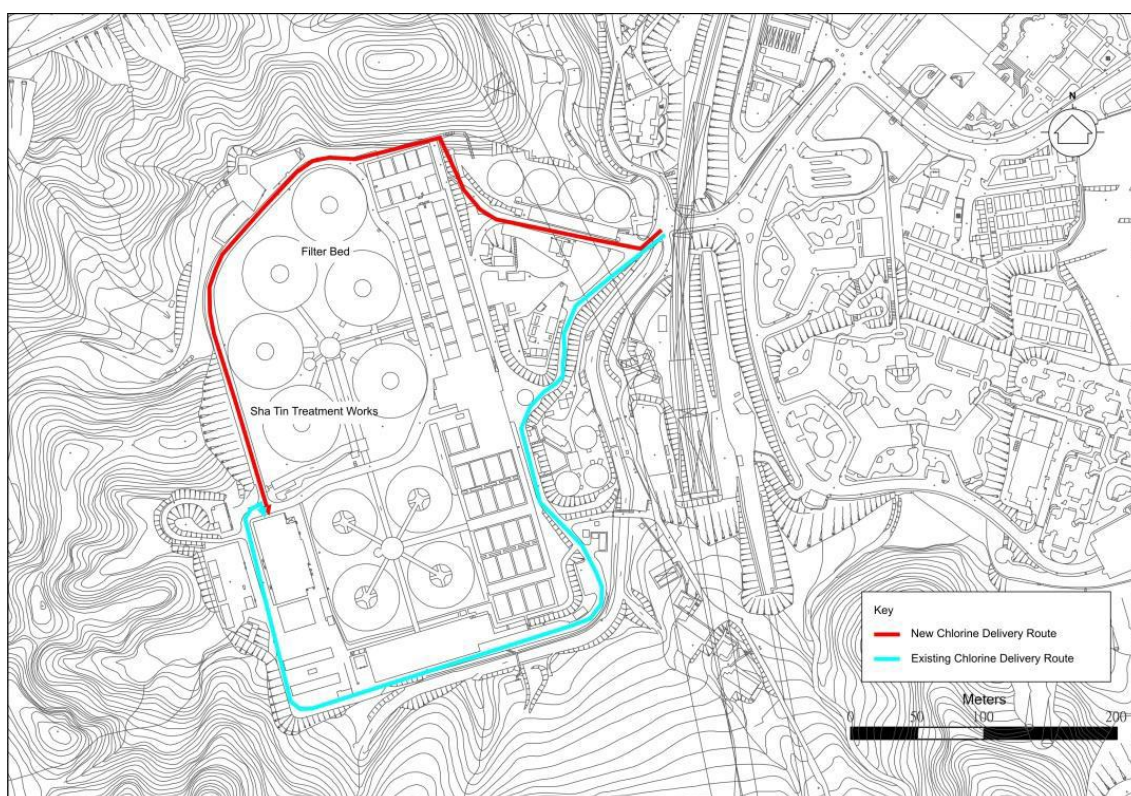 N
Filter Bed
Sha Tin Treatment Works
Key
New Chlorine Delivery Route
Existing Chlorine Delivery Route
Meters
0 50 100 200